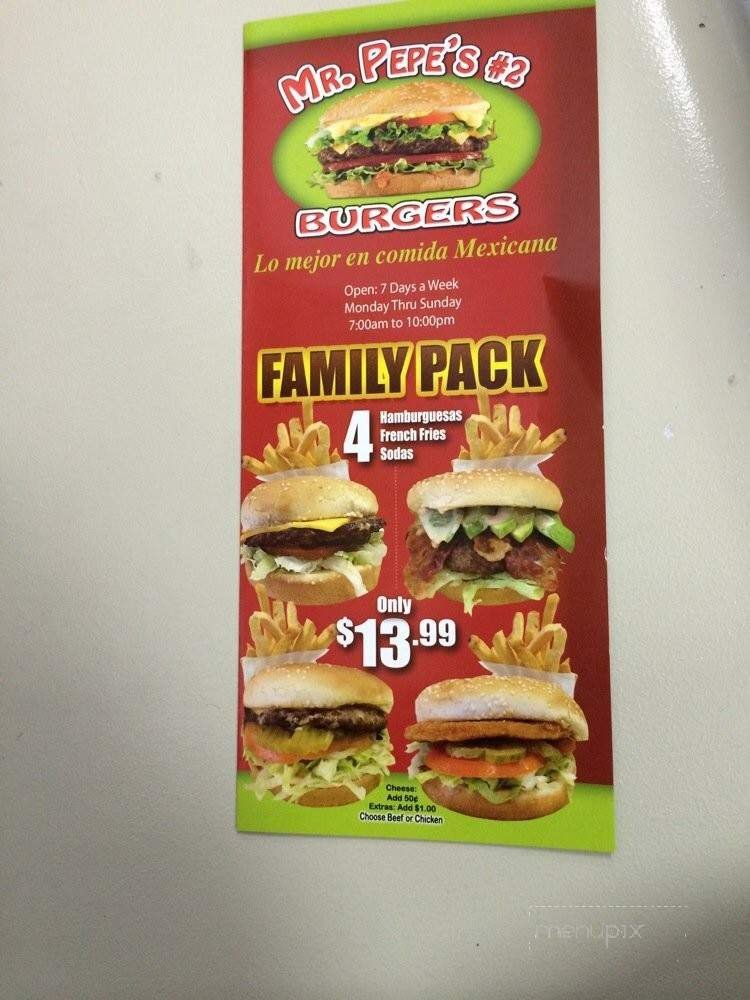 MR. PEPE'S #2
BURGERS
Lo mejor en comida Mexicana
Open: 7 Days a Week
Monday Thru Sunday
7:00am to 10:00pm
FAMILY PACK
4 Hamburguesas
French Fries
Sodas
Only
$13.99
Cheese:
Add 50¢
Extras: Add $1.00
Choose Beef or Chicken
menupix